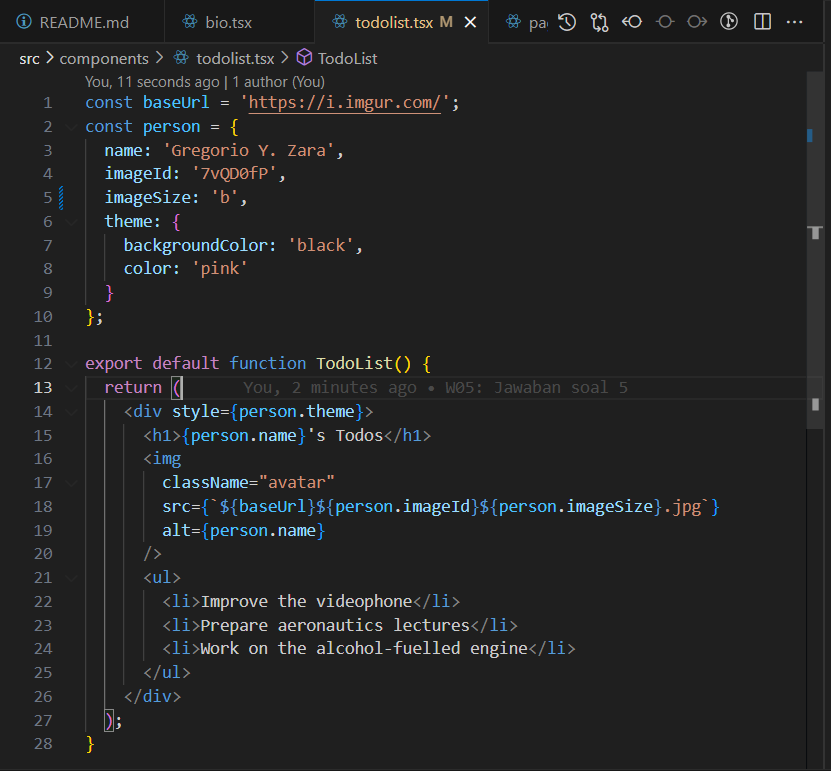 README.md bio.tsx todolist.tsx M pa
src > components > todolist.tsx > TodoList
You, 11 seconds ago | 1 author (You)
1 const baseUrl = 'https://i.imgur.com/';
2 const person = {
3 name: 'Gregorio Y. Zara',
4 imageId: '7vQD0fP',
5 imageSize: 'b',
6 theme: {
7 backgroundColor: 'black',
8 color: 'pink'
9 }
10 };
11
12 export default function TodoList() {
13 return ( You, 2 minutes ago • W05: Jawaban soal 5
14 <div style={person.theme}>
15 <h1>{person.name}'s Todos</h1>
16 <img
17 className="avatar"
18 src={`${baseUrl}${person.imageId}${person.imageSize}.jpg`}
19 alt={person.name}
20 />
21 <ul>
22 <li>Improve the videophone</li>
23 <li>Prepare aeronautics lectures</li>
24 <li>Work on the alcohol-fuelled engine</li>
25 </ul>
26 </div>
27 );
28 }